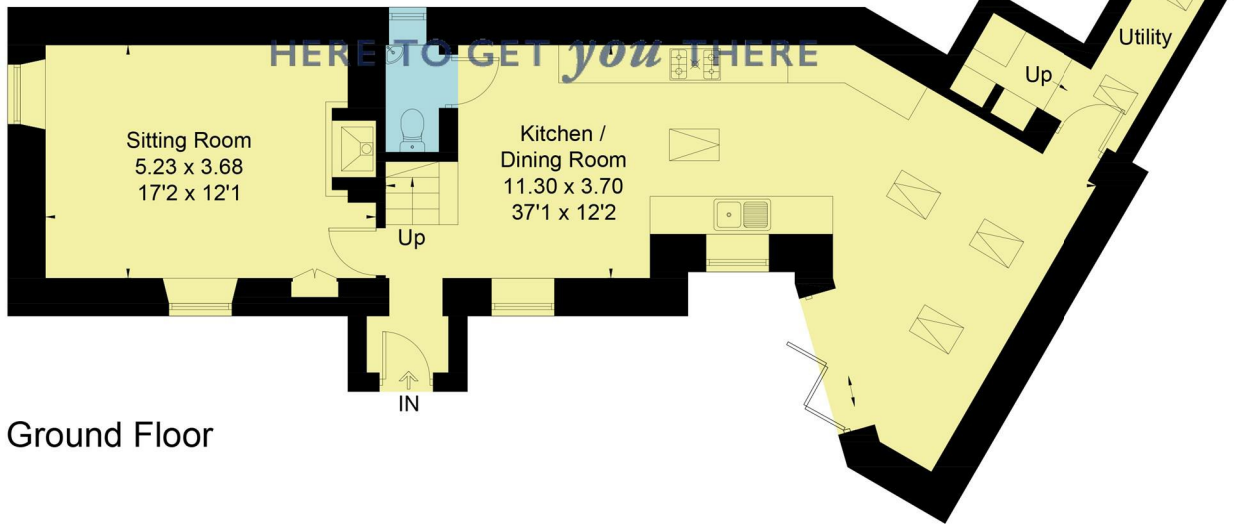 HERE TO GET you THERE
Utility
Up
Sitting Room
5.23 x 3.68
17'2 x 12'1
Kitchen /
Dining Room
11.30 x 3.70
37'1 x 12'2
Up
IN
Ground Floor